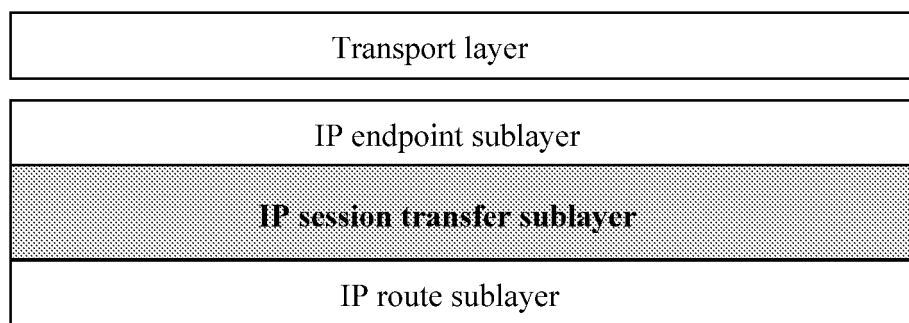 Transport layer
IP endpoint sublayer
IP session transfer sublayer
IP route sublayer